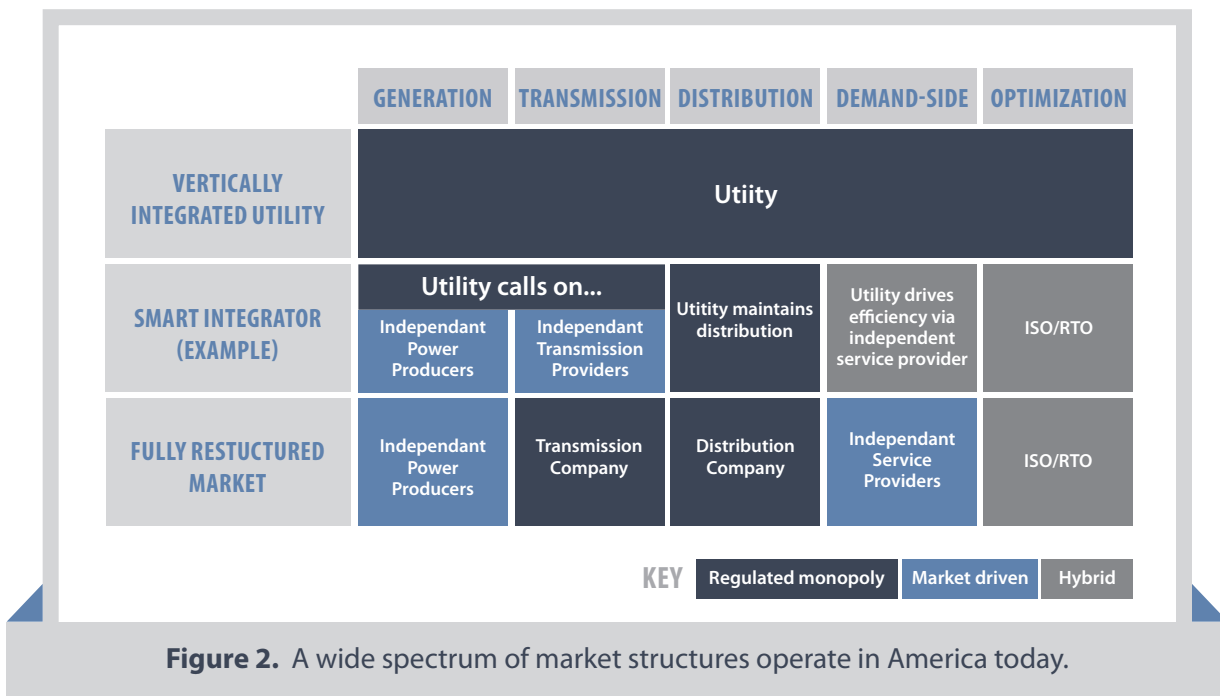 GENERATION TRANSMISSION DISTRIBUTION DEMAND-SIDE OPTIMIZATION
VERTICALLY
INTEGRATED UTILITY
Utiity
SMART INTEGRATOR
(EXAMPLE)
Utility calls on...
Independant
Power
Producers
Independant
Transmission
Providers
Utitity maintains
distribution
Utility drives
efficiency via
independent
service provider
ISO/RTO
FULLY RESTUCTURED
MARKET
Independant
Power
Producers
Transmission
Company
Distribution
Company
Independant
Service
Providers
ISO/RTO
KEY Regulated monopoly Market driven Hybrid
Figure 2. A wide spectrum of market structures operate in America today.